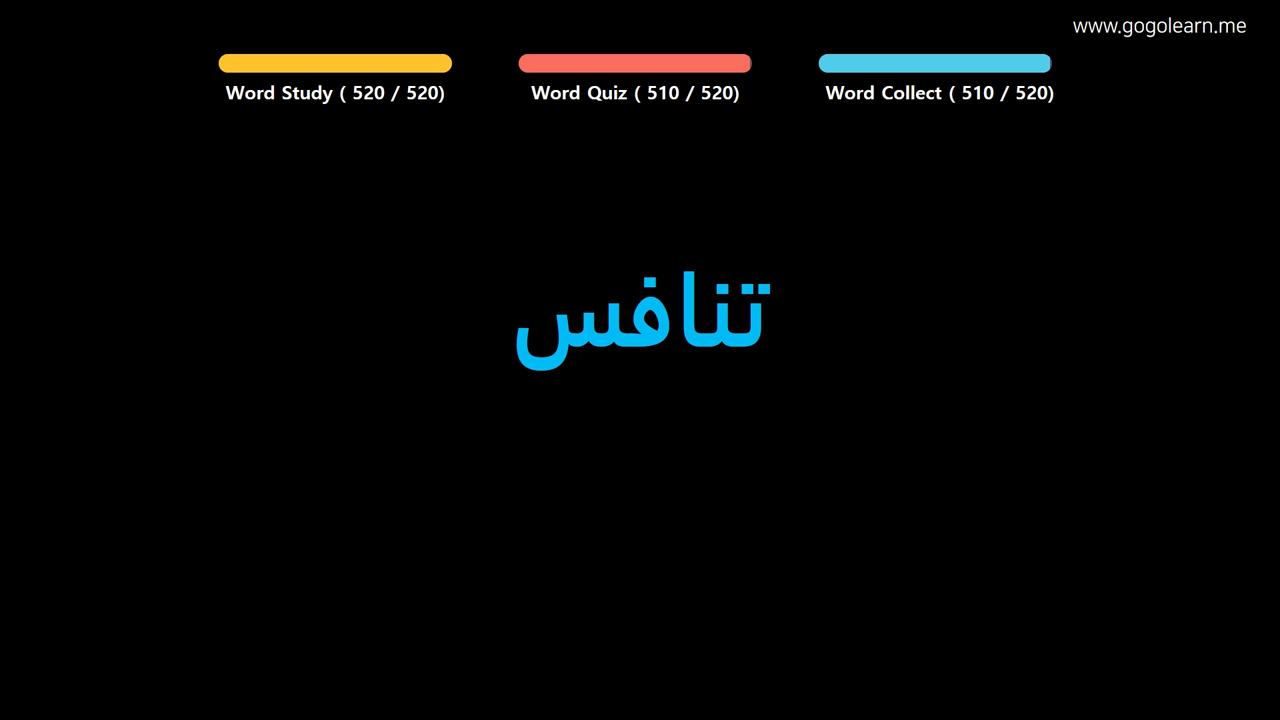 www.gogolearn.me
Word Study ( 520 / 520)
Word Quiz ( 510 / 520)
Word Collect ( 510 / 520)
تنافس